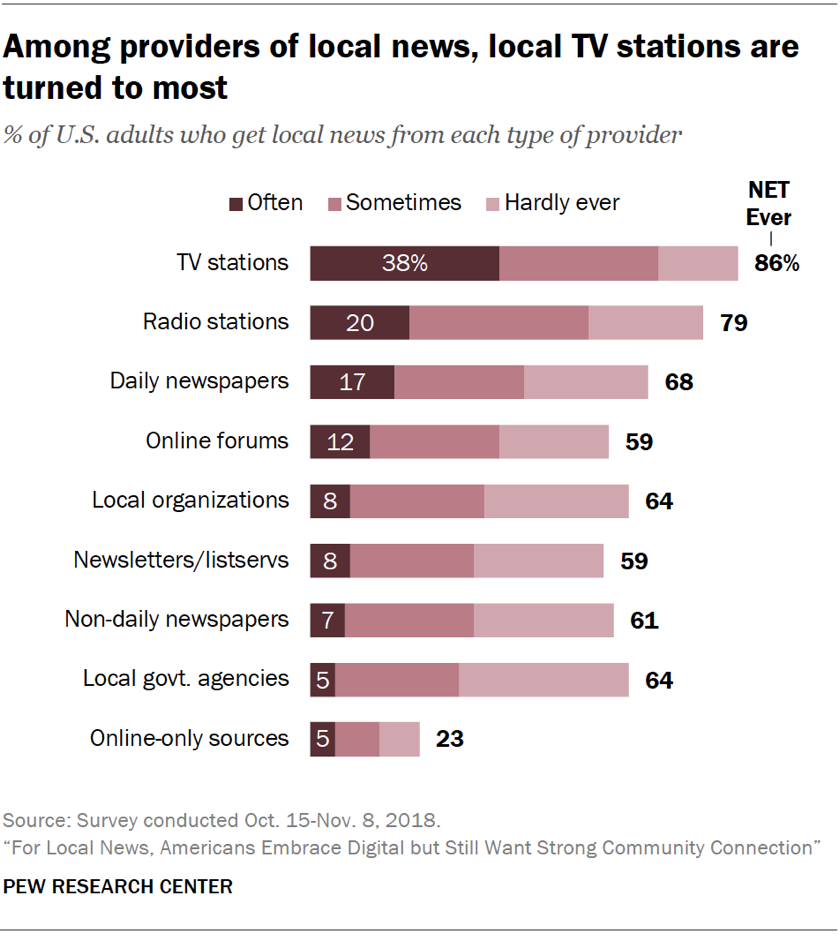 Among providers of local news, local TV stations are
turned to most
% of U.S. adults who get local news from each type of provider
Often Sometimes Hardly ever
NET
Ever
TV stations 38% 86%
Radio stations 20 79
Daily newspapers 17 68
Online forums 12 59
Local organizations 8 64
Newsletters/listservs 8 59
Non-daily newspapers 7 61
Local govt. agencies 5 64
Online-only sources 5 23
Source: Survey conducted Oct. 15-Nov. 8, 2018.
“For Local News, Americans Embrace Digital but Still Want Strong Community Connection”
PEW RESEARCH CENTER